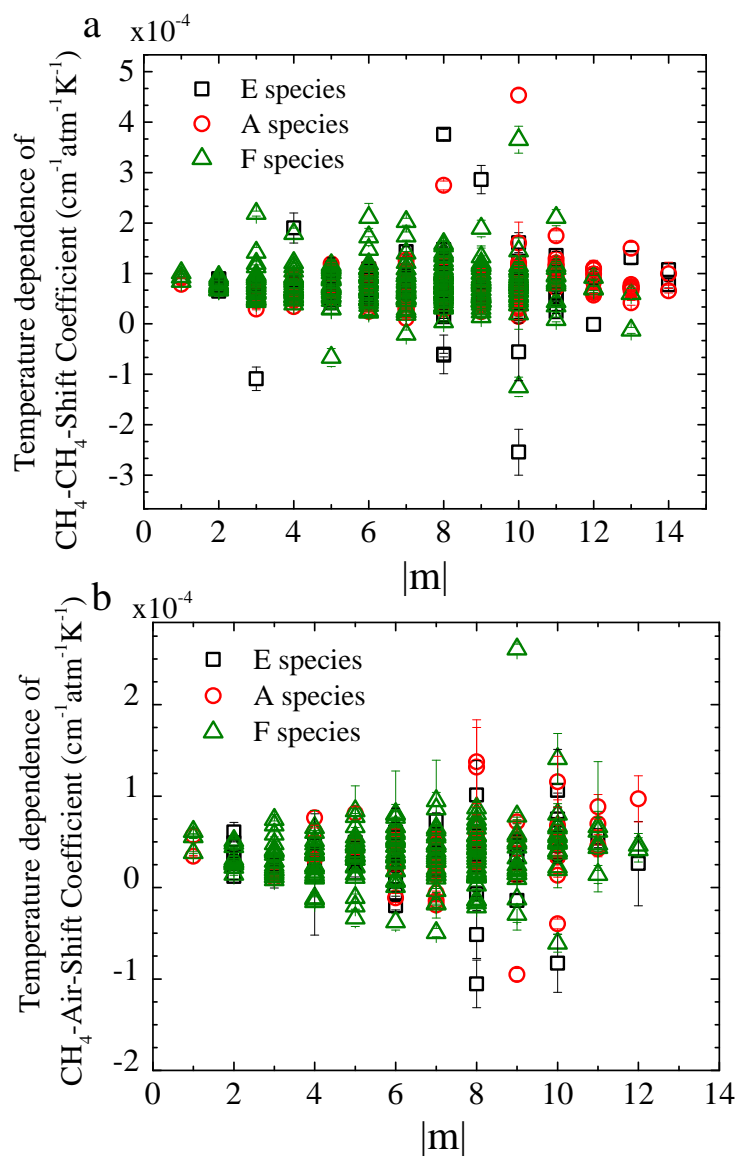 a
x10⁻⁴
Temperature dependence of
CH₄-CH₄-Shift Coefficient (cm⁻¹atm⁻¹K⁻¹)
5
4
3
2
1
0
-1
-2
-3
E species
A species
F species
0 2 4 6 8 10 12 14
|m|
b
x10⁻⁴
Temperature dependence of
CH₄-Air-Shift Coefficient (cm⁻¹atm⁻¹K⁻¹)
2
1
0
-1
-2
E species
A species
F species
0 2 4 6 8 10 12 14
|m|